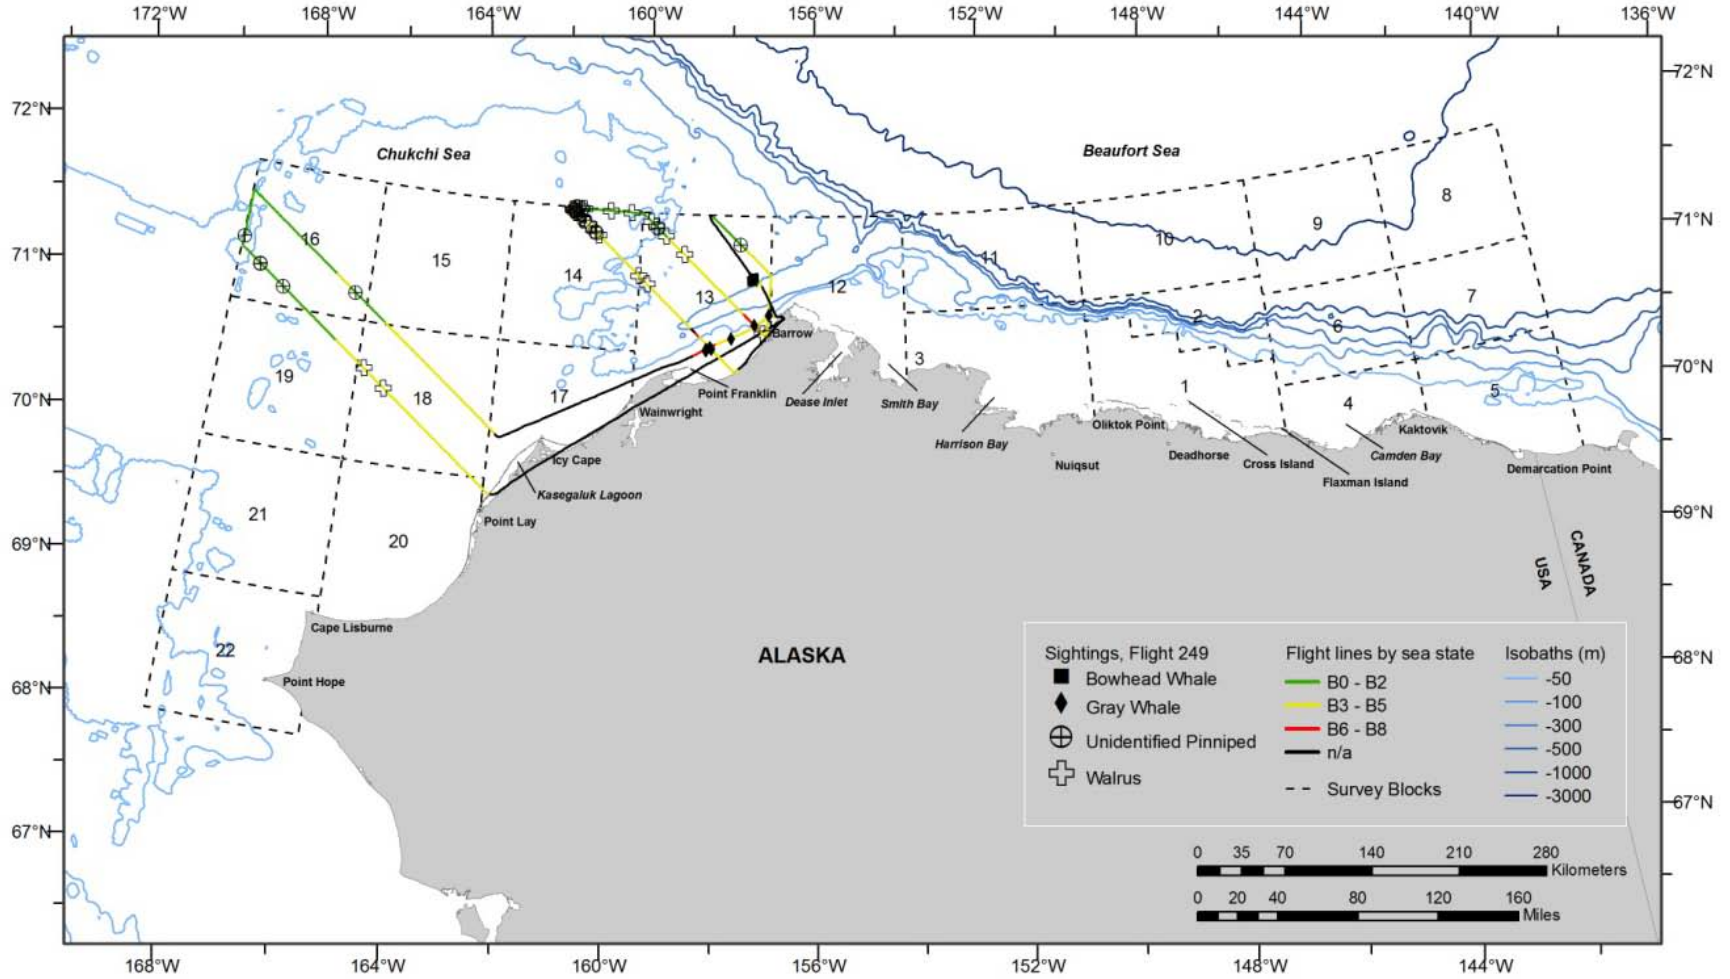 172°W 168°W 164°W 160°W 156°W 152°W 148°W 144°W 140°W 136°W
72°N 72°N
Chukchi Sea Beaufort Sea
8
9
71°N 16 10 71°N
15 11
14 13 12 7
2 6
Barrow
70°N 19 3 70°N
18 17 1 5
Point Franklin
Dease Inlet Smith Bay 4
Wainwright
Oliktok Point Kaktovik
Harrison Bay
Icy Cape Nuiqsut Deadhorse Cross Island Camden Bay Demarcation Point
Flaxman Island
Kasegaluk Lagoon
21 Point Lay
69°N 20 69°N
CANADA
USA
Cape Lisburne
22
ALASKA
68°N Point Hope 68°N
Sightings, Flight 249
Bowhead Whale
Gray Whale
Unidentified Pinniped
Walrus
Flight lines by sea state
B0 - B2
B3 - B5
B6 - B8
n/a
Survey Blocks
Isobaths (m)
-50
-100
-300
-500
-1000
-3000
67°N 67°N
0 35 70 140 210 280
Kilometers
0 20 40 80 120 160
Miles
168°W 164°W 160°W 156°W 152°W 148°W 144°W